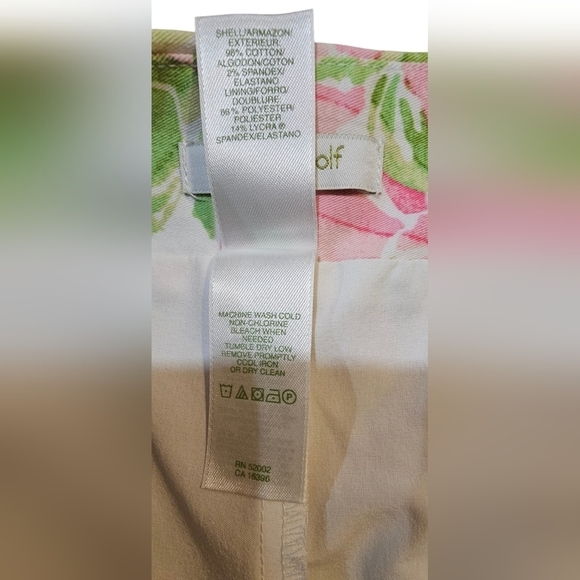 SHELL/ARMAZON/
EXTERIEUR:
98% COTTON/
ALGODON/COTON
2% SPANDEX/
ELASTANO
LINING/FORRO/
DOUBLURE:
86% POLYESTER/
POLIESTER
14% LYCRA ®
SPANDEX/ELASTANO
olf
MACHINE WASH COLD
NON-CHLORINE
BLEACH WHEN
NEEDED
TUMBLE DRY LOW
REMOVE PROMPTLY
COOL IRON
OR DRY CLEAN
P
RN 52002
CA 16396